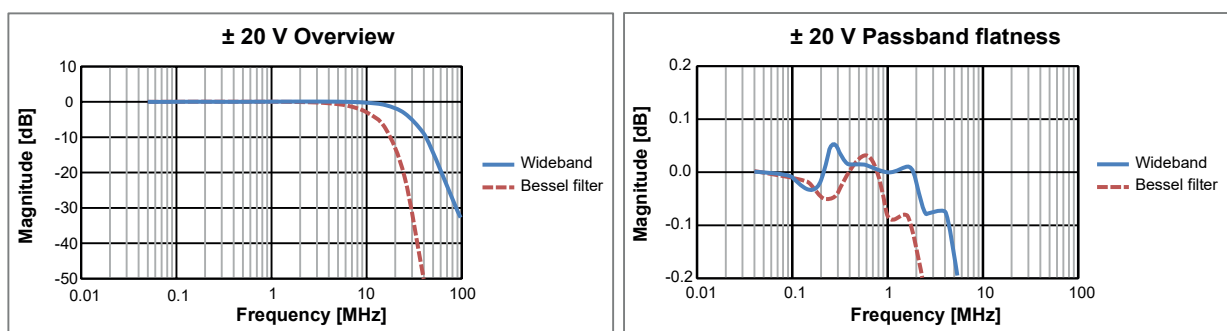 ± 20 V Overview
Magnitude [dB]
10
0
-10
-20
-30
-40
-50
0.01
0.1
1
10
100
Frequency [MHz]
Wideband
Bessel filter
± 20 V Passband flatness
Magnitude [dB]
0.2
0.1
0.0
-0.1
-0.2
0.01
0.1
1
10
100
Frequency [MHz]
Wideband
Bessel filter